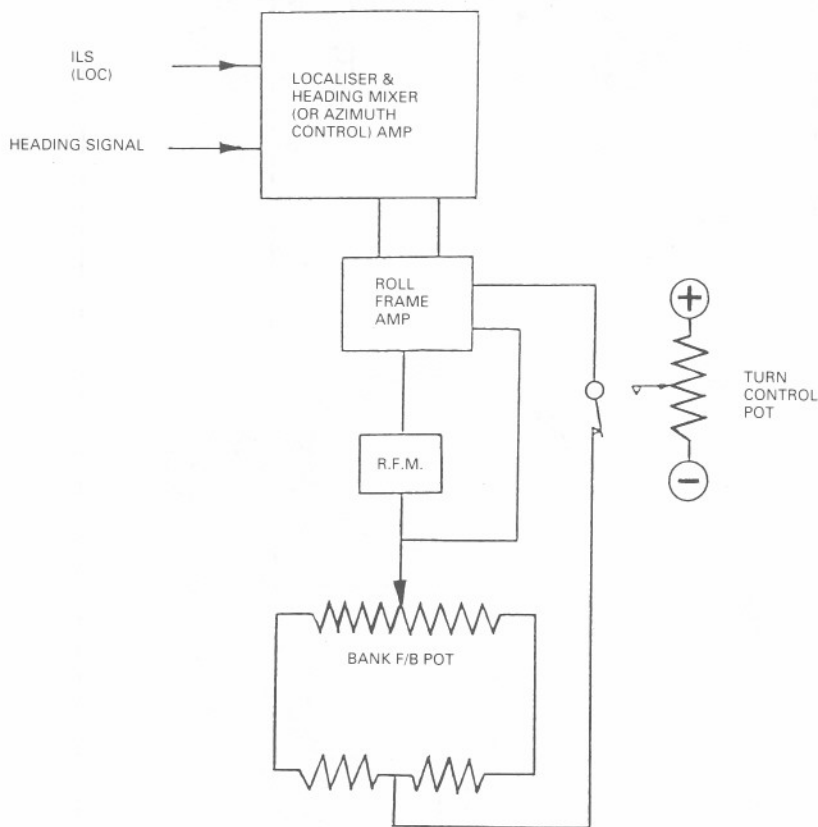 ILS
(LOC)
LOCALISER &
HEADING MIXER
(OR AZIMUTH
CONTROL) AMP
HEADING SIGNAL
ROLL
FRAME
AMP
+
TURN
CONTROL
POT
R.F.M.
−
BANK F/B POT